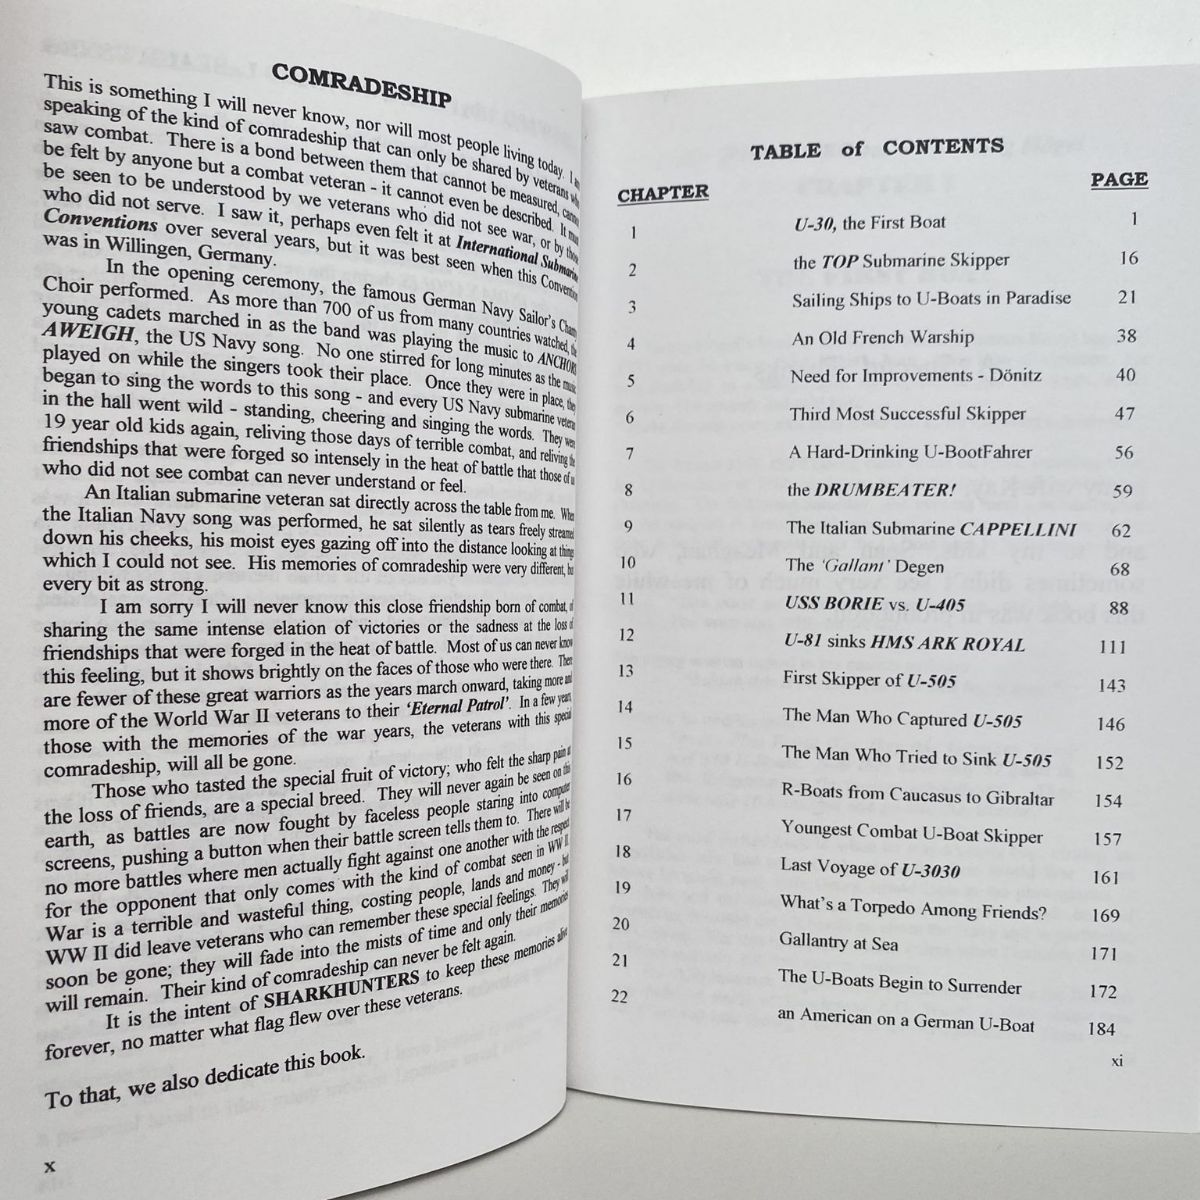 COMRADESHIP
This is something I will never know, nor will most people living today. I am
speaking of the kind of comradeship that can only be shared by veterans who
saw combat. There is a bond between them that cannot be measured, cannot
be felt by anyone but a combat veteran - it cannot even be described. It must
be seen to be understood by we veterans who did not see war, or by those
who did not serve. I saw it, perhaps even felt it at International Submarine
Conventions over several years, but it was best seen when this Convention
was in Willingen, Germany.
In the opening ceremony, the famous German Navy Sailor's Chanty
Choir performed. As more than 700 of us from many countries watched, the
young cadets marched in as the band was playing the music to ANCHORS
AWEIGH, the US Navy song. No one stirred for long minutes as the music
played on while the singers took their place. Once they were in place, they
began to sing the words to this song - and every US Navy submarine veteran
in the hall went wild - standing, cheering and singing the words. They were
19 year old kids again, reliving those days of terrible combat, and reliving the
friendships that were forged so intensely in the heat of battle that those of us
who did not see combat can never understand or feel.
An Italian submarine veteran sat directly across the table from me. When
the Italian Navy song was performed, he sat silently as tears freely streamed
down his cheeks, his moist eyes gazing off into the distance looking at things
which I could not see. His memories of comradeship were very different, but
every bit as strong.
I am sorry I will never know this close friendship born of combat, of
sharing the same intense elation of victories or the sadness at the loss of
friendships that were forged in the heat of battle. Most of us can never know
this feeling, but it shows brightly on the faces of those who were there. There
are fewer of these great warriors as the years march onward, taking more and
more of the World War II veterans to their 'Eternal Patrol'. In a few years,
those with the memories of the war years, the veterans with this special
comradeship, will all be gone.
Those who tasted the special fruit of victory; who felt the sharp pain at
the loss of friends, are a special breed. They will never again be seen on this
earth, as battles are now fought by faceless people staring into computer
screens, pushing a button when their battle screen tells them to. There will be
no more battles where men actually fight against one another with the respect
for the opponent that only comes with the kind of combat seen in WW II.
War is a terrible and wasteful thing, costing people, lands and money - but
WW II did leave veterans who can remember these special feelings. They will
soon be gone; they will fade into the mists of time and only their memories
will remain. Their kind of comradeship can never be felt again.
It is the intent of SHARKHUNTERS to keep these memories alive
forever, no matter what flag flew over these veterans.
To that, we also dedicate this book.
x
TABLE of CONTENTS
CHAPTER PAGE
1 U-30, the First Boat 1
2 the TOP Submarine Skipper 16
3 Sailing Ships to U-Boats in Paradise 21
4 An Old French Warship 38
5 Need for Improvements - Dönitz 40
6 Third Most Successful Skipper 47
7 A Hard-Drinking U-BootFahrer 56
8 the DRUMBEATER! 59
9 The Italian Submarine CAPPELLINI 62
10 The 'Gallant' Degen 68
11 USS BORIE vs. U-405 88
12 U-81 sinks HMS ARK ROYAL 111
13 First Skipper of U-505 143
14 The Man Who Captured U-505 146
15 The Man Who Tried to Sink U-505 152
16 R-Boats from Caucasus to Gibraltar 154
17 Youngest Combat U-Boat Skipper 157
18 Last Voyage of U-3030 161
19 What's a Torpedo Among Friends? 169
20 Gallantry at Sea 171
21 The U-Boats Begin to Surrender 172
22 an American on a German U-Boat 184
xi